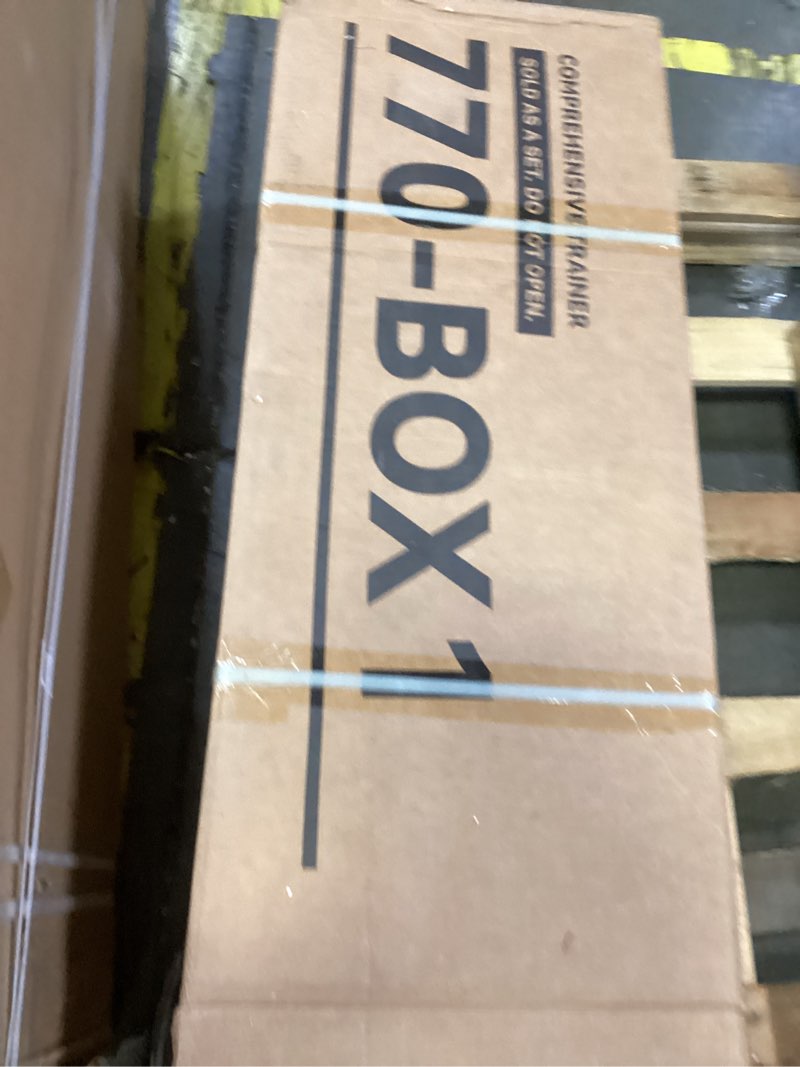 COMPREHENSIVE TRAINER
SOLD AS A SET. DO NOT OPEN.
770-BOX 1